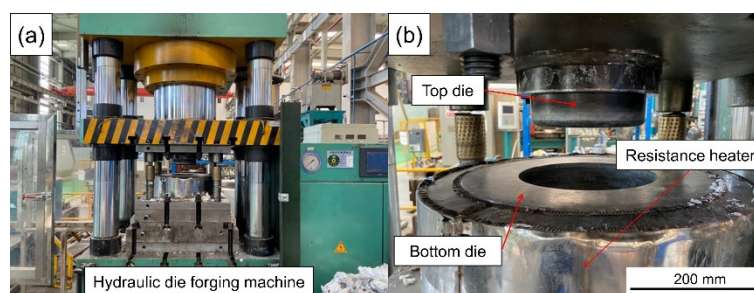 (a)
Hydraulic die forging machine
(b)
Top die
Resistance heater
Bottom die
200 mm